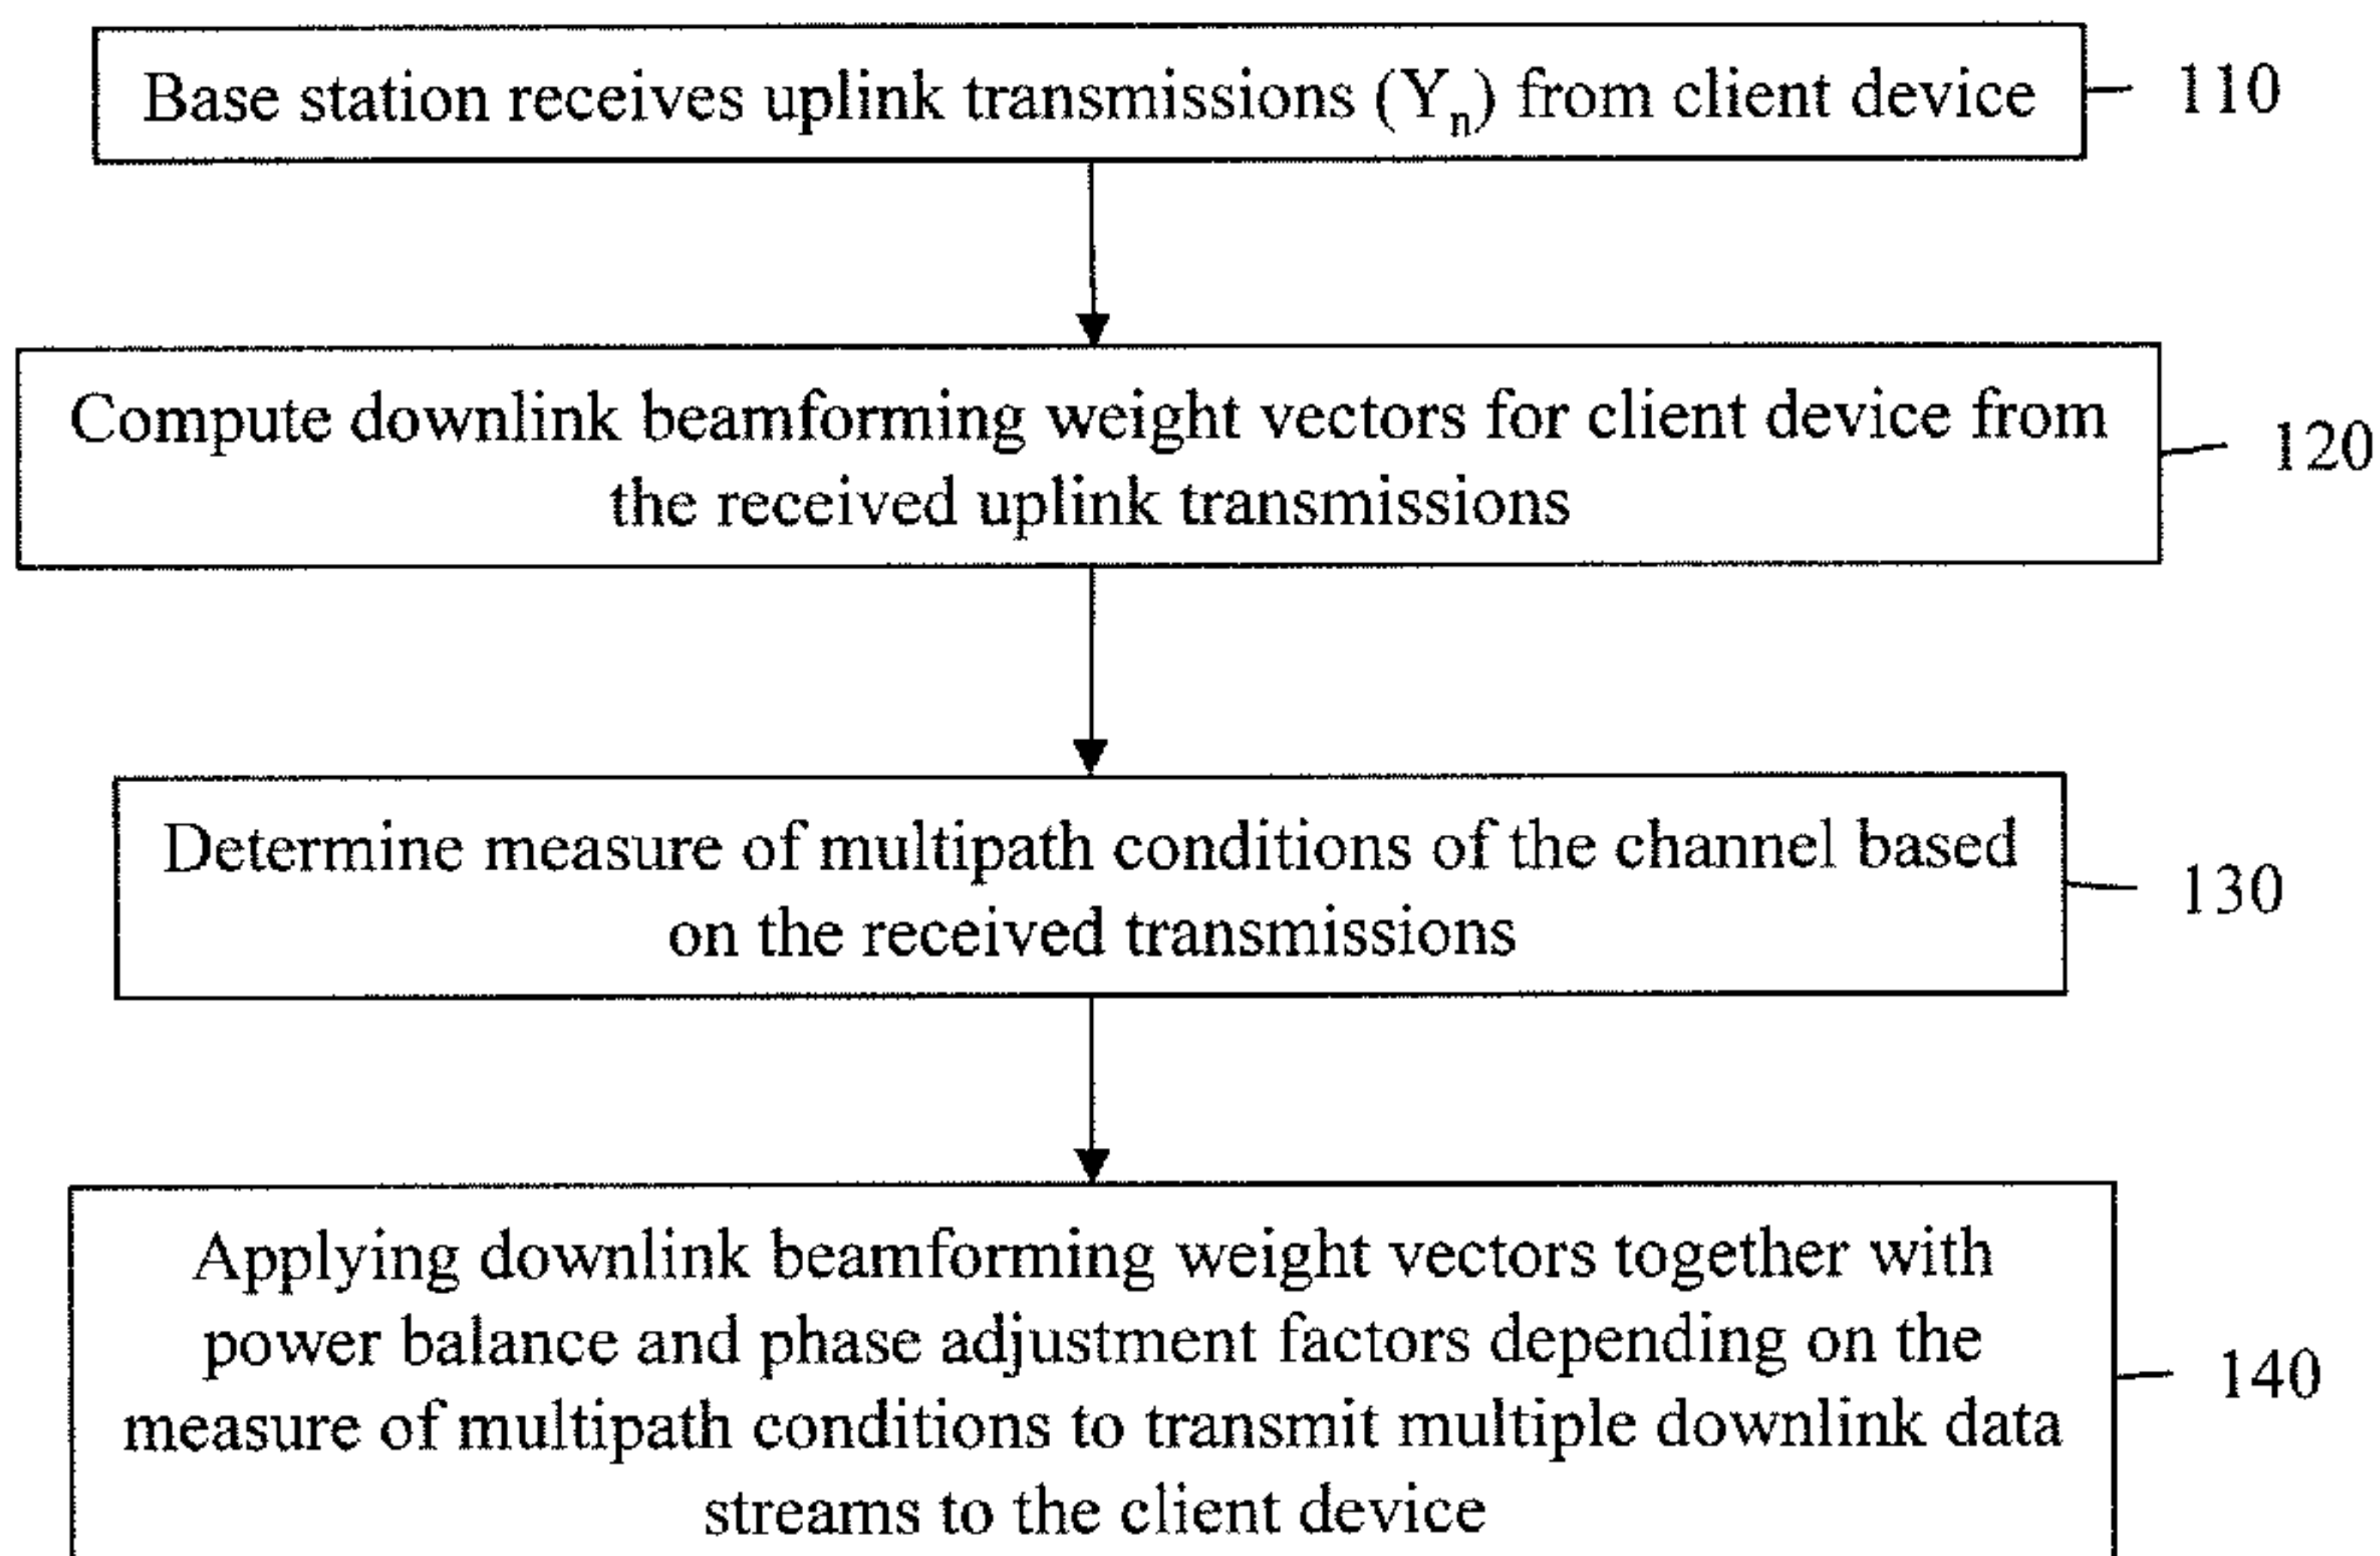 Base station receives uplink transmissions (Yn) from client device
110
Compute downlink beamforming weight vectors for client device from
the received uplink transmissions
120
Determine measure of multipath conditions of the channel based
on the received transmissions
130
Applying downlink beamforming weight vectors together with
power balance and phase adjustment factors depending on the
measure of multipath conditions to transmit multiple downlink data
streams to the client device
140